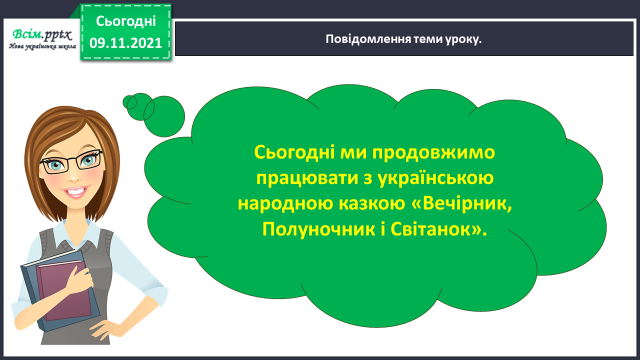 Всім.pptx
Нова українська школа
Сьогодні
09.11.2021
Повідомлення теми уроку.
Сьогодні ми продовжимо
працювати з українською
народною казкою «Вечірник,
Полуночник і Світанок».